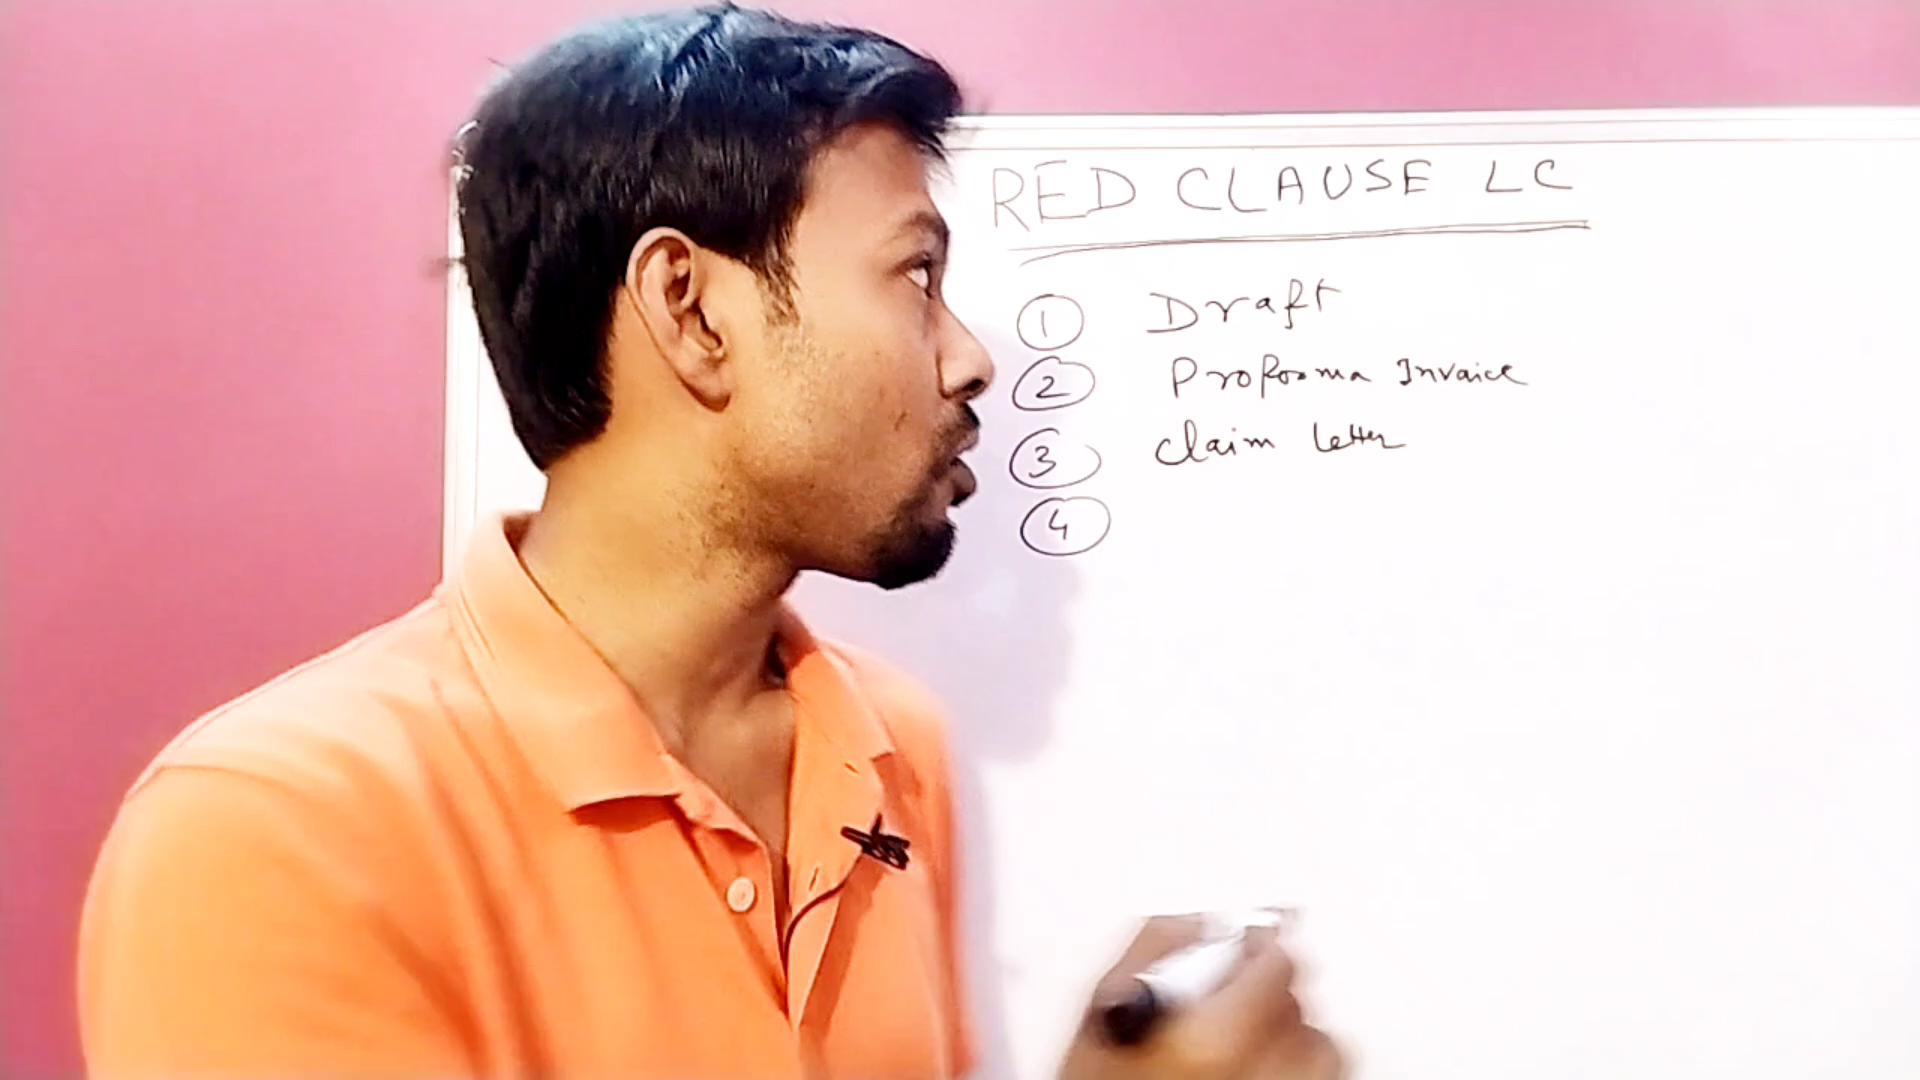 RED CLAUSE LC
1 Draft
2 Proforma Invoice
3 Claim letter
4